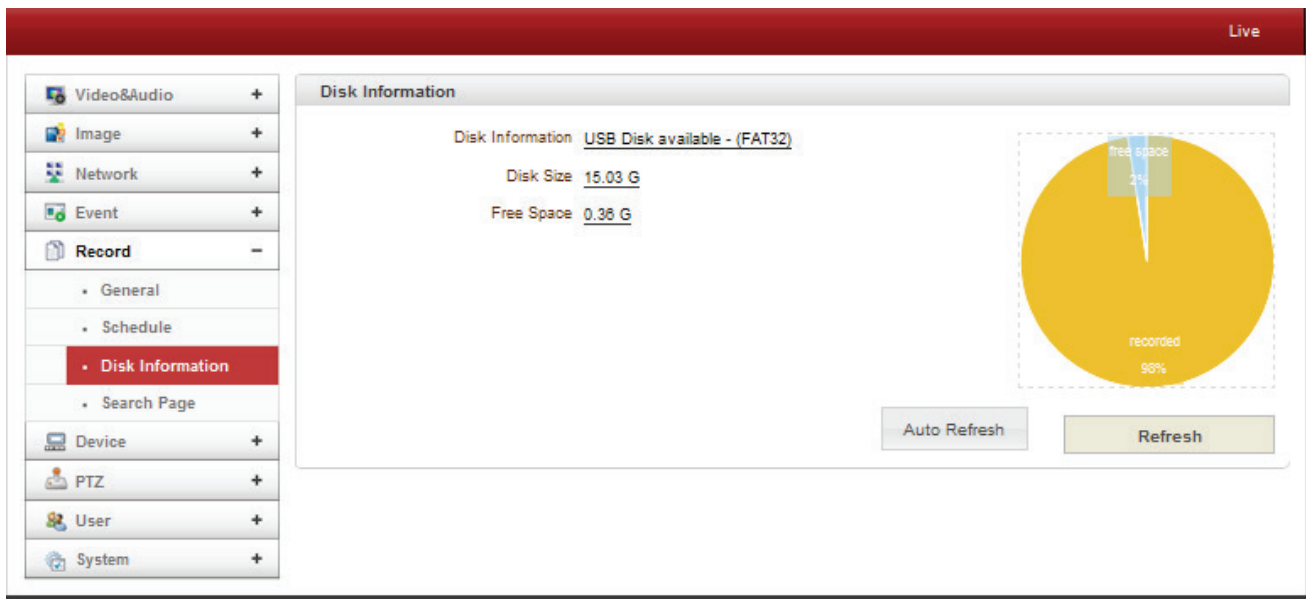 Live
Video&Audio +
Image +
Network +
Event +
Record −
• General
• Schedule
• Disk Information
• Search Page
Device +
PTZ +
User +
System +
Disk Information
Disk Information USB Disk available - (FAT32)
Disk Size 15.03 G
Free Space 0.36 G
free space
2%
recorded
98%
Auto Refresh
Refresh